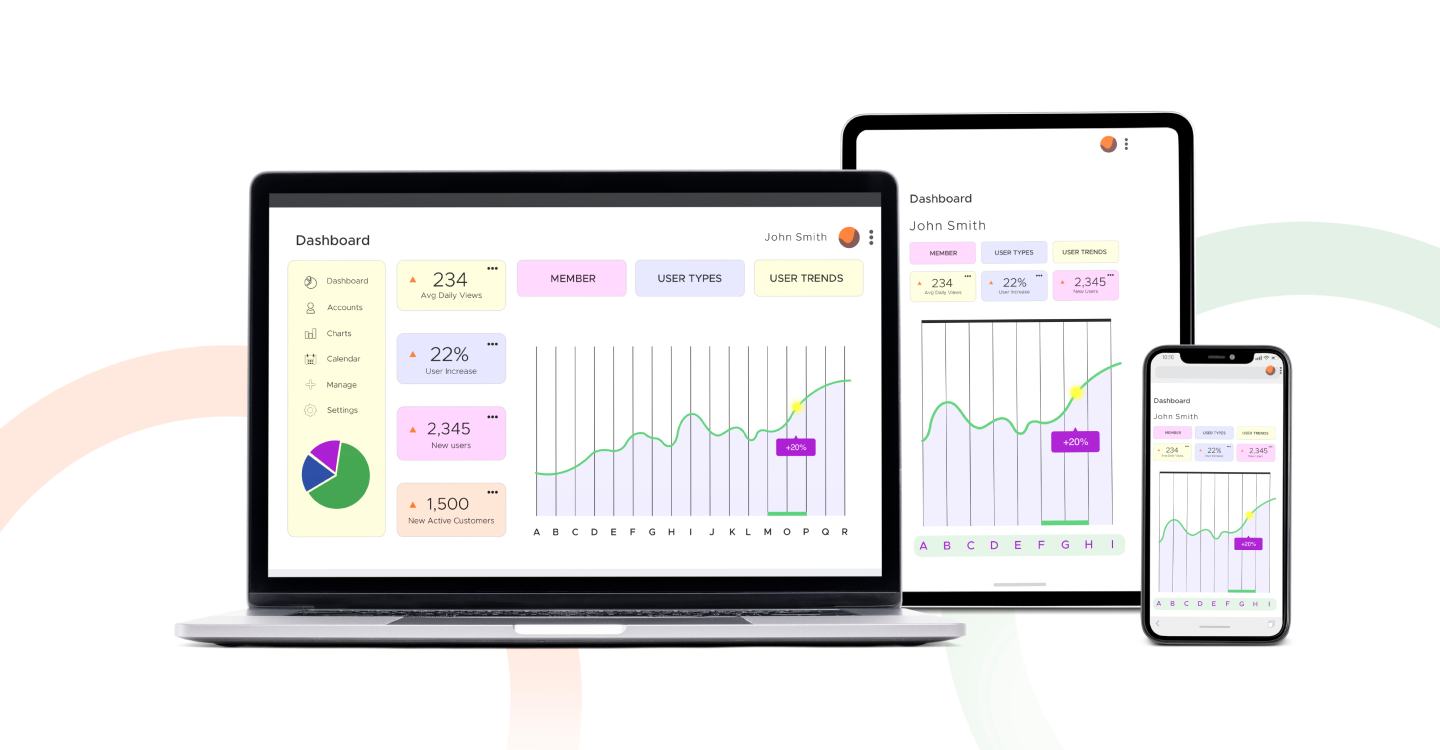 Dashboard
John Smith
Dashboard
Accounts
Charts
Calendar
Manage
Settings
234
Avg Daily Views
22%
User Increase
2,345
New users
1,500
New Active Customers
MEMBER
USER TYPES
USER TRENDS
+20%
A B C D E F G H I J K L M O P Q R
Dashboard
John Smith
MEMBER
USER TYPES
USER TRENDS
234
Avg Daily Views
22%
User Increase
2,345
New Users
+20%
A B C D E F G H I
10:10
Dashboard
John Smith
MEMBER
USER TYPES
USER TRENDS
234
Avg Daily Views
22%
User Increase
2,345
New Users
+20%
A B C D E F G H I